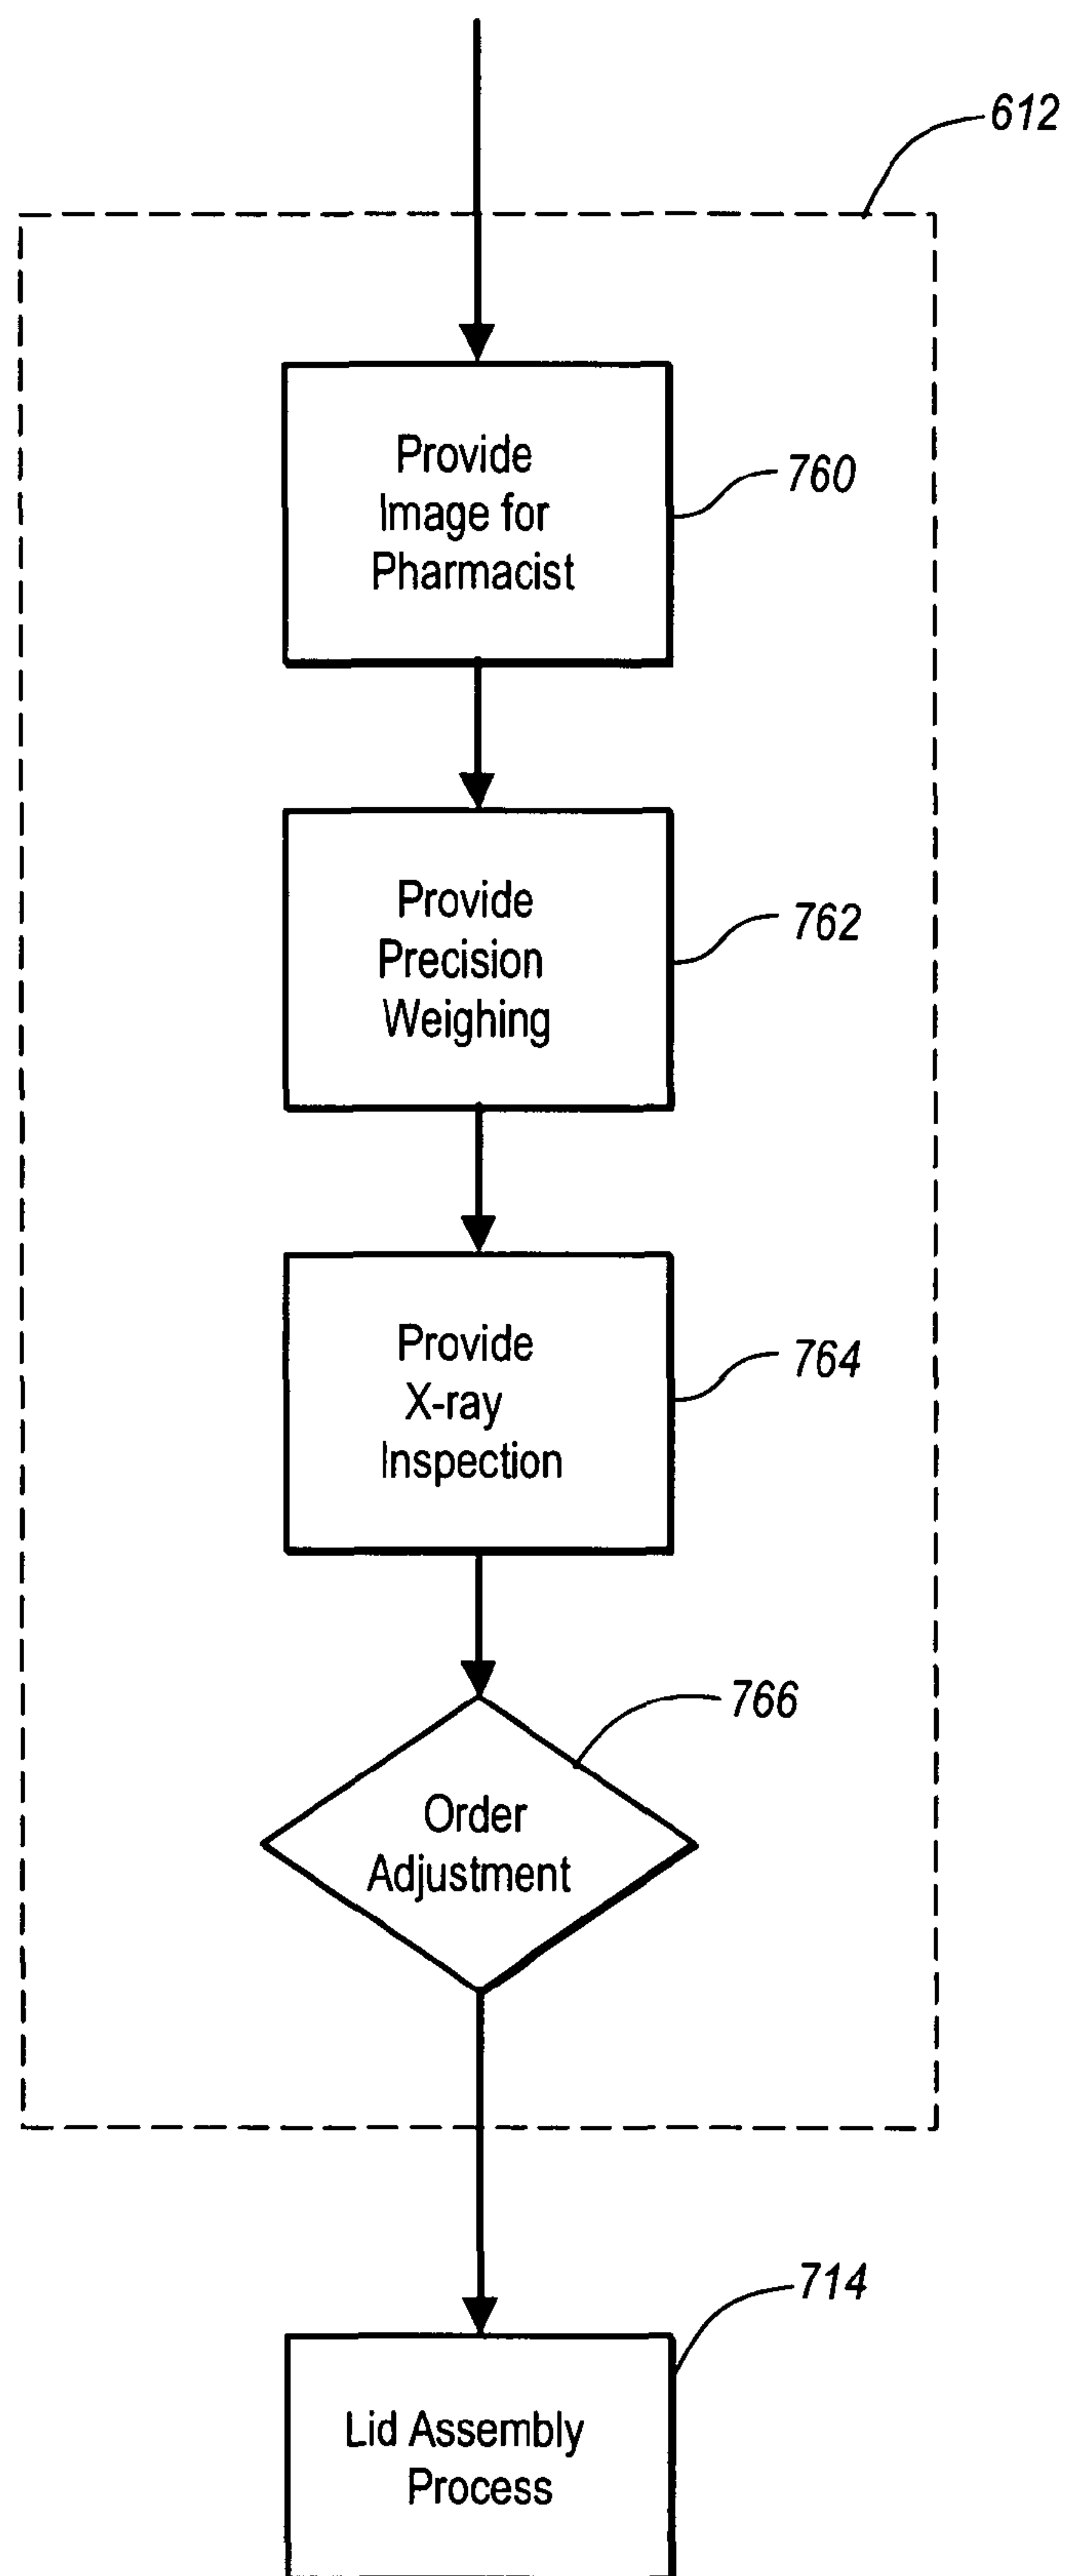 612
Provide
Image for
Pharmacist
760
Provide
Precision
Weighing
762
Provide
X-ray
Inspection
764
766
Order
Adjustment
714
Lid Assembly
Process